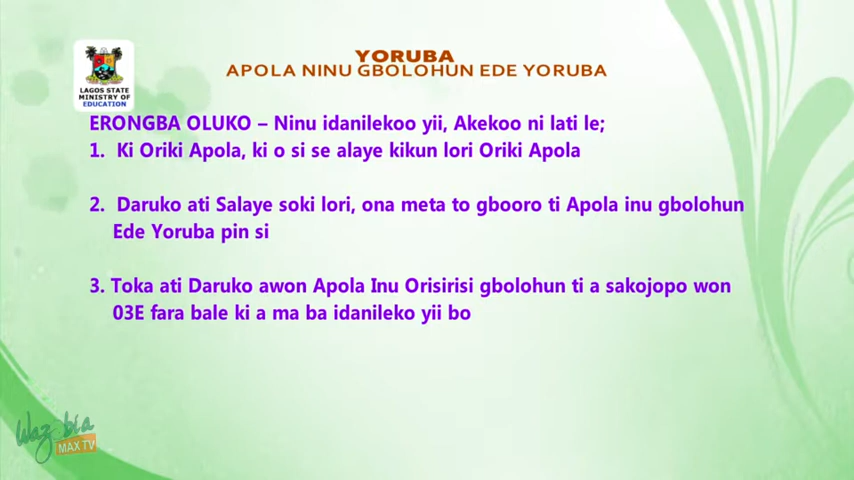 YORUBA
APOLA NINU GBOLOHUN EDE YORUBA
LAGOS STATE
MINISTRY OF
EDUCATION
ERONGBA OLUKO – Ninu idanilekoo yii, Akekoo ni lati le;
1. Ki Oriki Apola, ki o si se alaye kikun lori Oriki Apola
2. Daruko ati Salaye soki lori, ona meta to gbooro ti Apola inu gbolohun
Ede Yoruba pin si
3. Toka ati Daruko awon Apola Inu Orisirisi gbolohun ti a sakojopo won
03E fara bale ki a ma ba idanileko yii bo
Wazobia
MAX TV